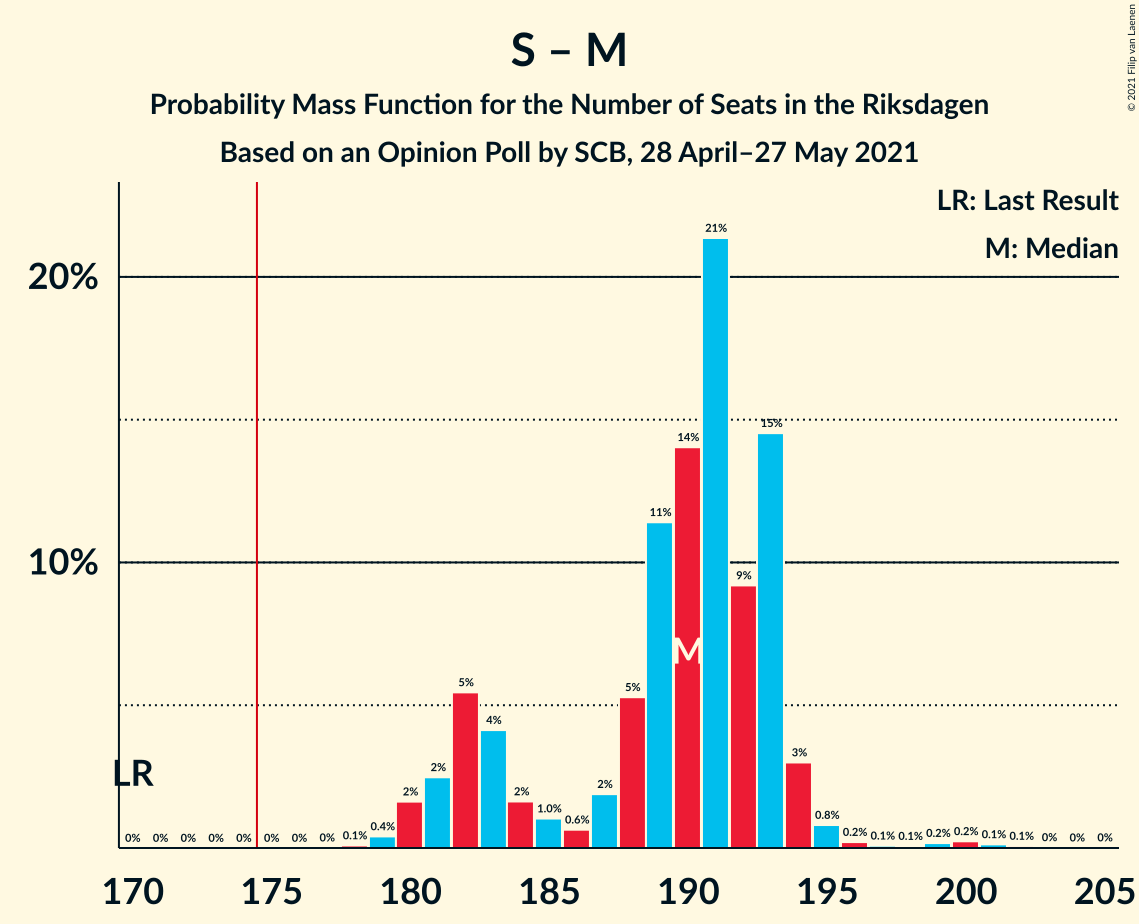 S – M
Probability Mass Function for the Number of Seats in the Riksdagen
Based on an Opinion Poll by SCB, 28 April–27 May 2021
© 2021 Filip van Laenen
LR: Last Result
M: Median
20%
10%
LR
M
0% 0% 0% 0% 0% 0% 0% 0% 0.1% 0.4% 2% 2% 5% 4% 2% 1.0% 0.6% 2% 5% 11% 14% 21% 9% 15% 3% 0.8% 0.2% 0.1% 0.1% 0.2% 0.2% 0.1% 0.1% 0% 0% 0%
170 175 180 185 190 195 200 205